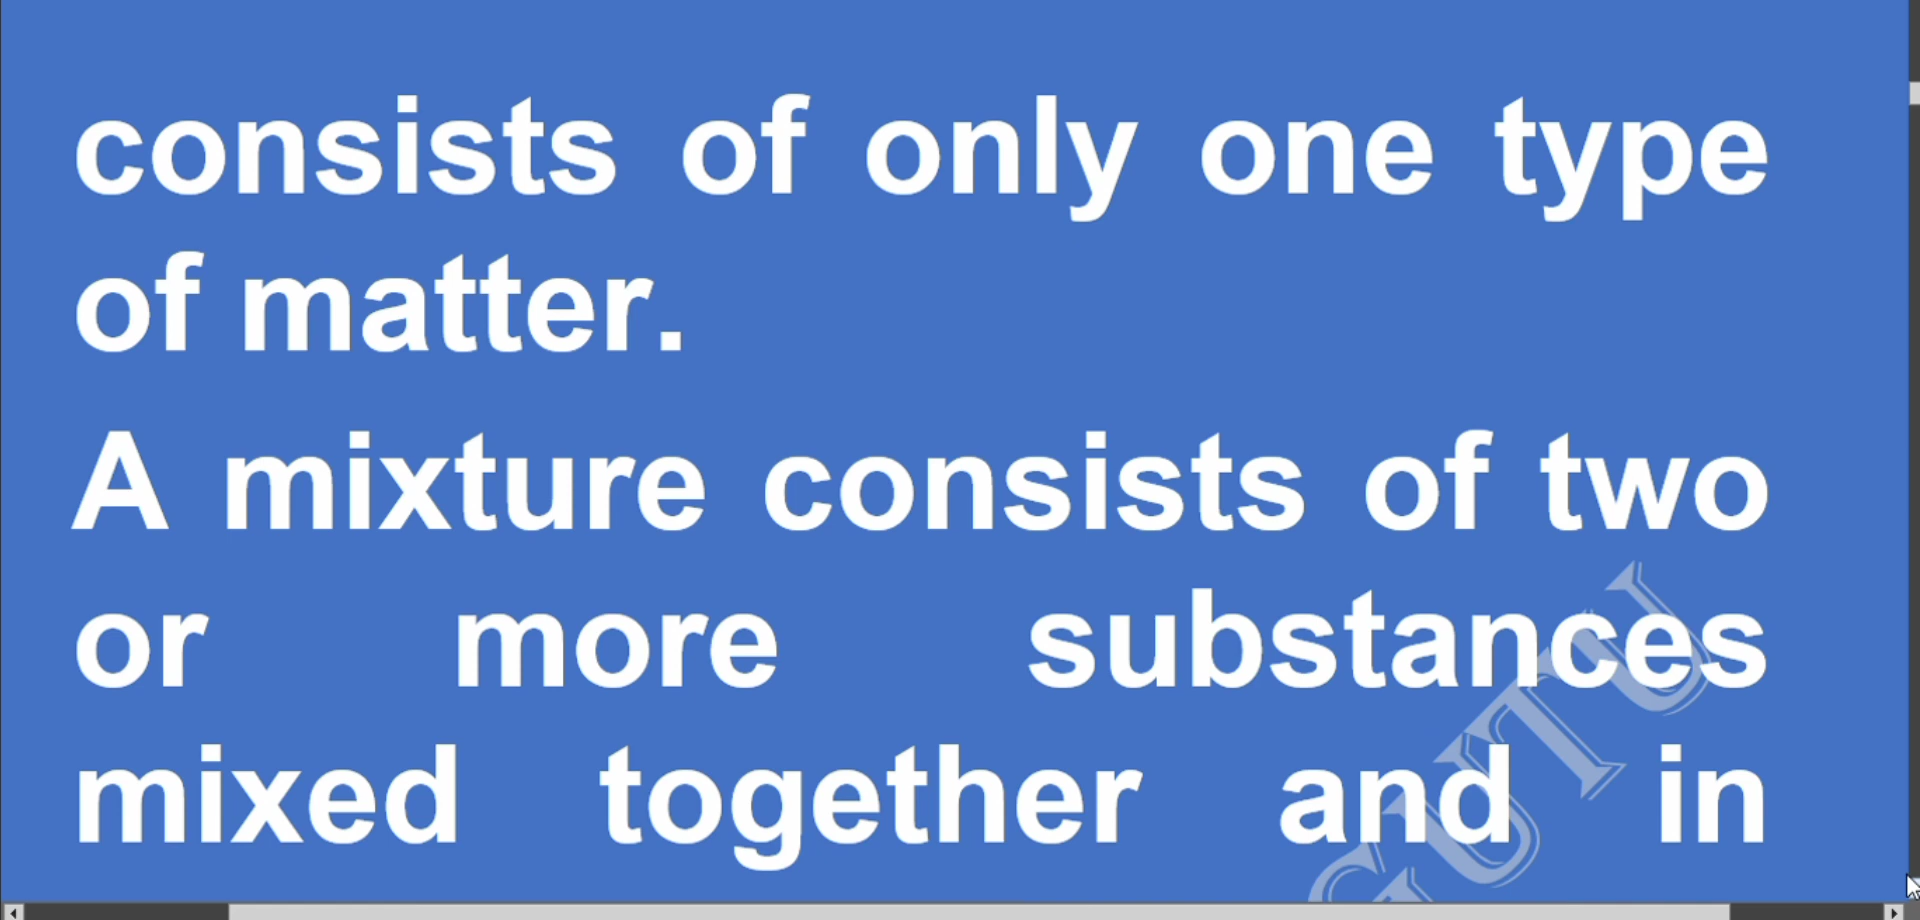 consists of only one type
of matter.
A mixture consists of two
or more substances
mixed together and in